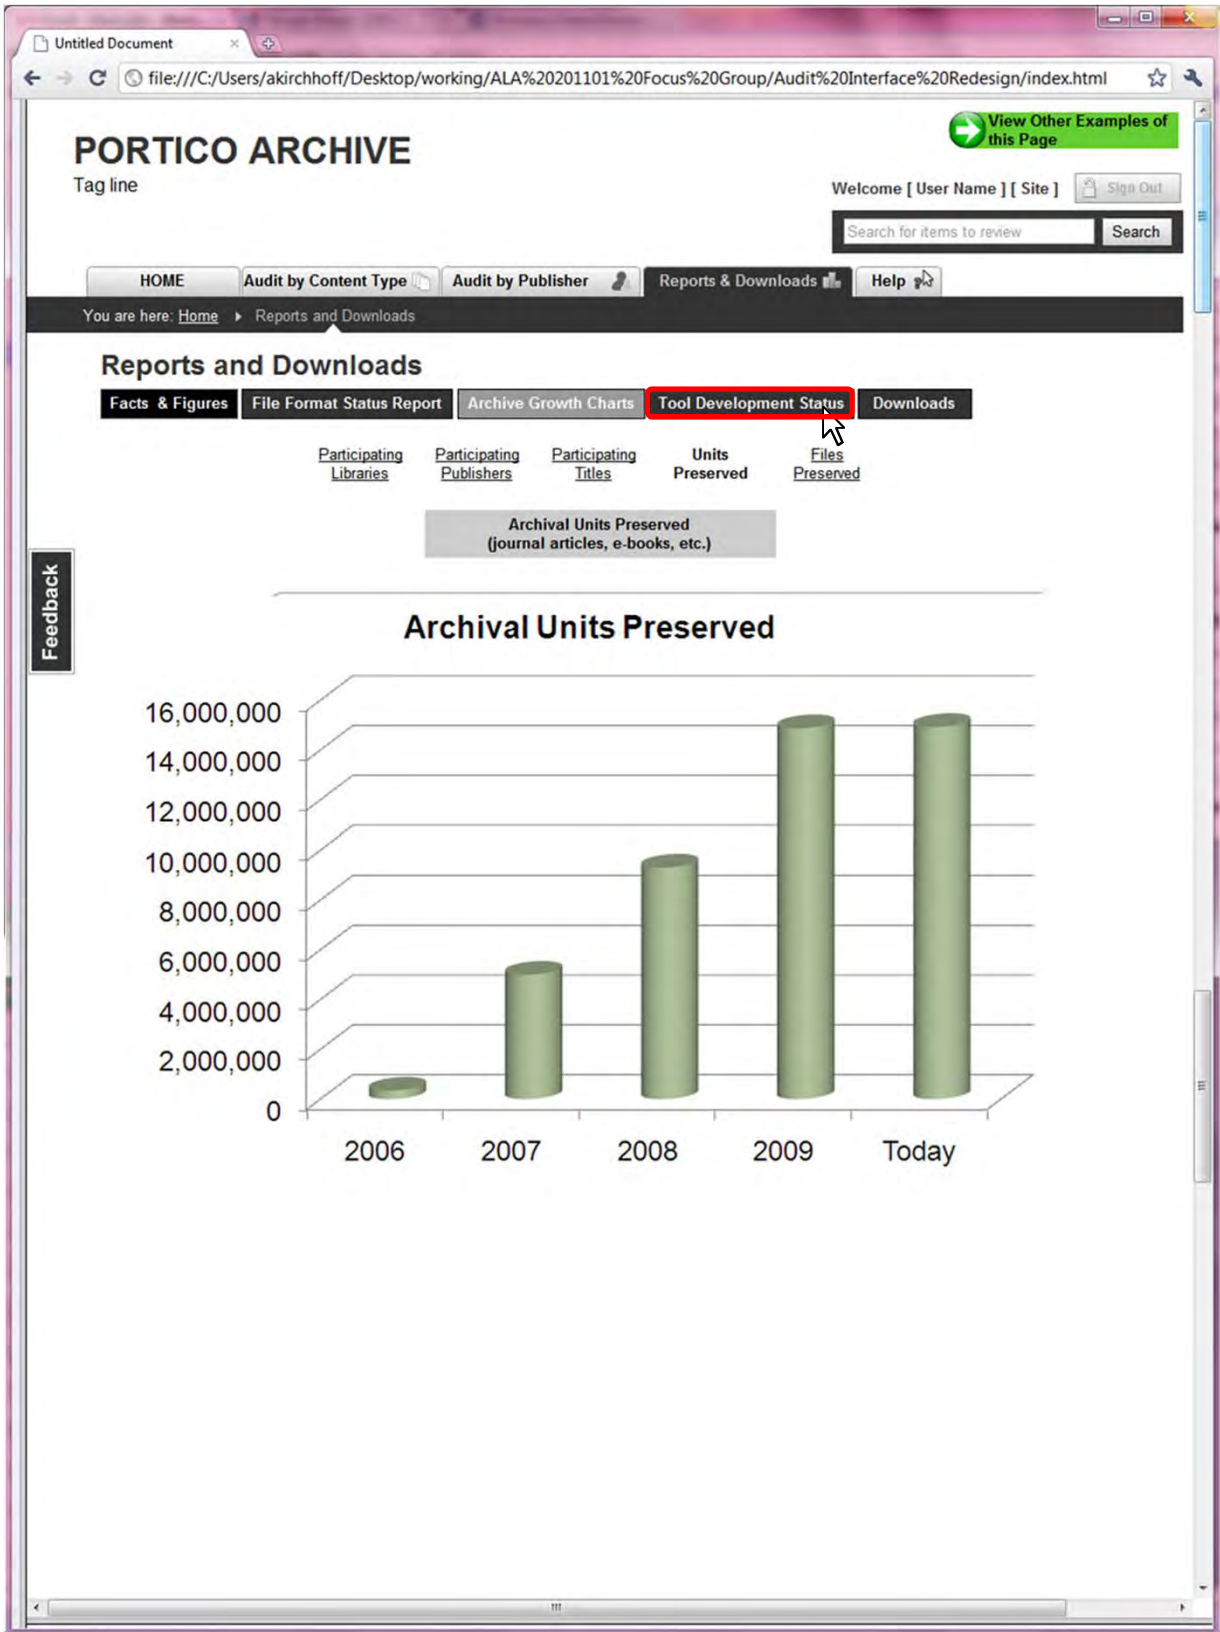 Untitled Document
file:///C:/Users/akirchhoff/Desktop/working/ALA%20201101%20Focus%20Group/Audit%20Interface%20Redesign/index.html
View Other Examples of
this Page
PORTICO ARCHIVE
Tag line
Welcome [ User Name ] [ Site ] Sign Out
Search for items to review Search
HOME Audit by Content Type Audit by Publisher Reports & Downloads Help
You are here: Home Reports and Downloads
Reports and Downloads
Facts & Figures File Format Status Report Archive Growth Charts Tool Development Status Downloads
Participating Participating Participating Units Files
Libraries Publishers Titles Preserved Preserved
Archival Units Preserved
(journal articles, e-books, etc.)
Feedback
Archival Units Preserved
16,000,000
14,000,000
12,000,000
10,000,000
8,000,000
6,000,000
4,000,000
2,000,000
0
2006 2007 2008 2009 Today